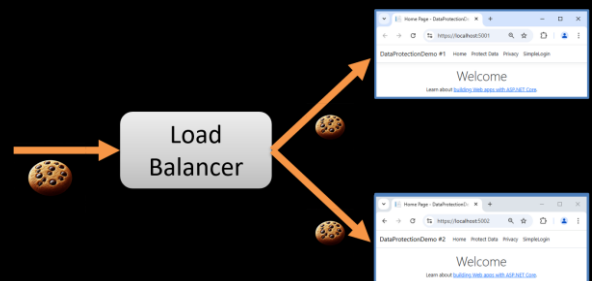 Home Page - DataProtectionD
https://localhost:5001
DataProtectionDemo #1 Home Protect Data Privacy SimpleLogin
Welcome
Learn about building Web apps with ASP.NET Core.
Load
Balancer
Home Page - DataProtectionD
https://localhost:5002
DataProtectionDemo #2 Home Protect Data Privacy SimpleLogin
Welcome
Learn about building Web apps with ASP.NET Core.